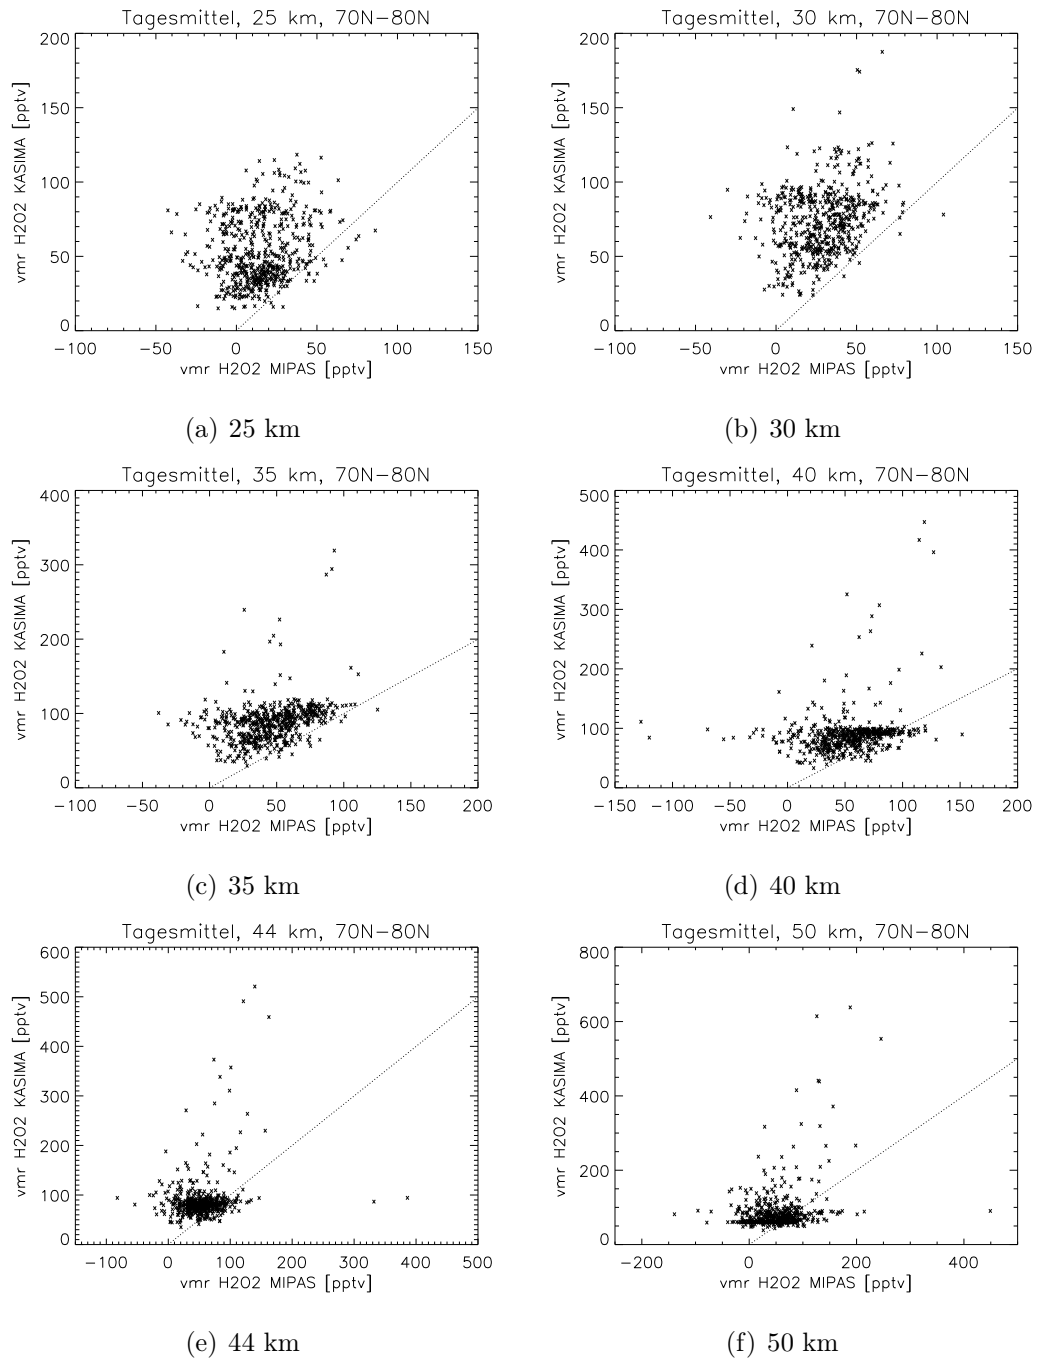 Tagesmittel, 25 km, 70N−80N
200
150
100
50
0
vmr H2O2 KASIMA [pptv]
−100 −50 0 50 100 150
vmr H2O2 MIPAS [pptv]
(a) 25 km
Tagesmittel, 30 km, 70N−80N
200
150
100
50
0
vmr H2O2 KASIMA [pptv]
−100 −50 0 50 100 150
vmr H2O2 MIPAS [pptv]
(b) 30 km
Tagesmittel, 35 km, 70N−80N
400
300
200
100
0
vmr H2O2 KASIMA [pptv]
−100 −50 0 50 100 150 200
vmr H2O2 MIPAS [pptv]
(c) 35 km
Tagesmittel, 40 km, 70N−80N
500
400
300
200
100
0
vmr H2O2 KASIMA [pptv]
−150 −100 −50 0 50 100 150 200
vmr H2O2 MIPAS [pptv]
(d) 40 km
Tagesmittel, 44 km, 70N−80N
600
500
400
300
200
100
0
vmr H2O2 KASIMA [pptv]
−100 0 100 200 300 400 500
vmr H2O2 MIPAS [pptv]
(e) 44 km
Tagesmittel, 50 km, 70N−80N
800
600
400
200
0
vmr H2O2 KASIMA [pptv]
−200 0 200 400
vmr H2O2 MIPAS [pptv]
(f) 50 km